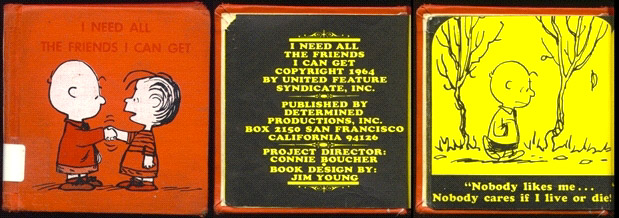 I NEED ALL
THE FRIENDS I CAN GET
I NEED ALL
THE FRIENDS
I CAN GET
COPYRIGHT 1964
BY UNITED FEATURE
SYNDICATE, INC.
PUBLISHED BY
DETERMINED
PRODUCTIONS, INC.
BOX 2150 SAN FRANCISCO
CALIFORNIA 94126
PROJECT DIRECTOR:
CONNIE BOUCHER
BOOK DESIGN BY:
JIM YOUNG
"Nobody likes me...
Nobody cares if I live or die!